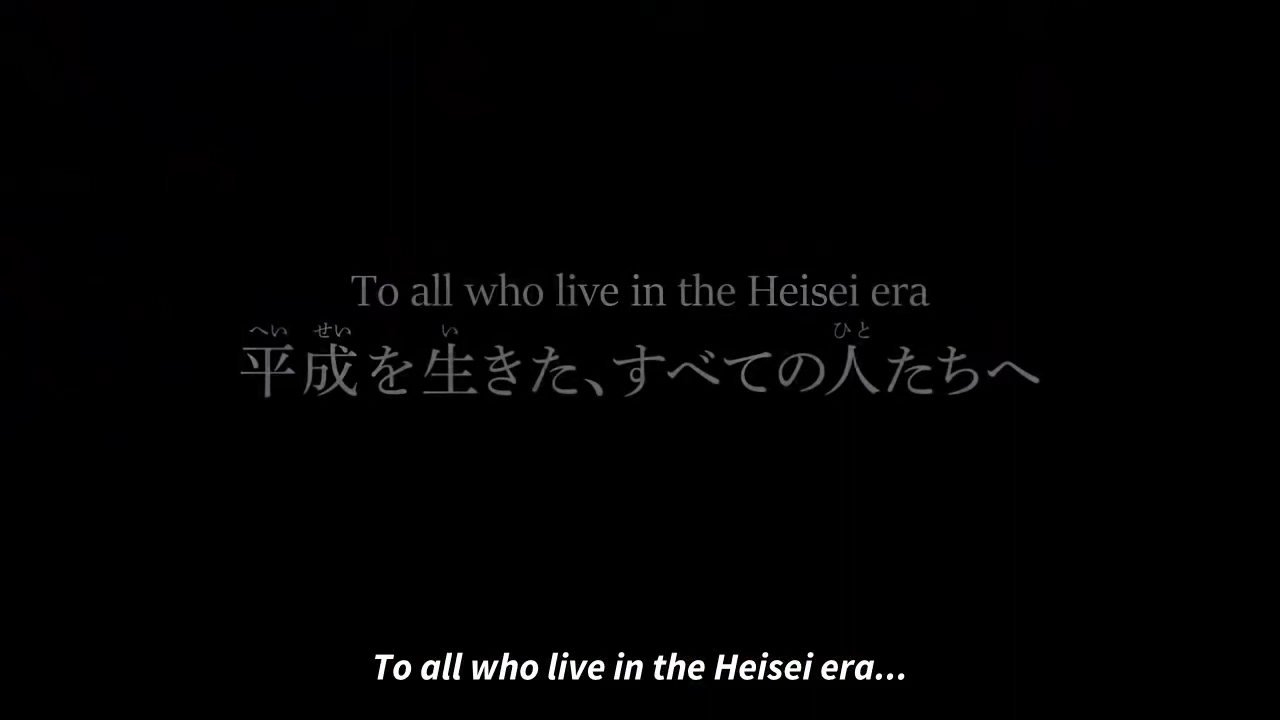 To all who live in the Heisei era
へい せい い ひと
平成を生きた、すべての人たちへ
To all who live in the Heisei era...